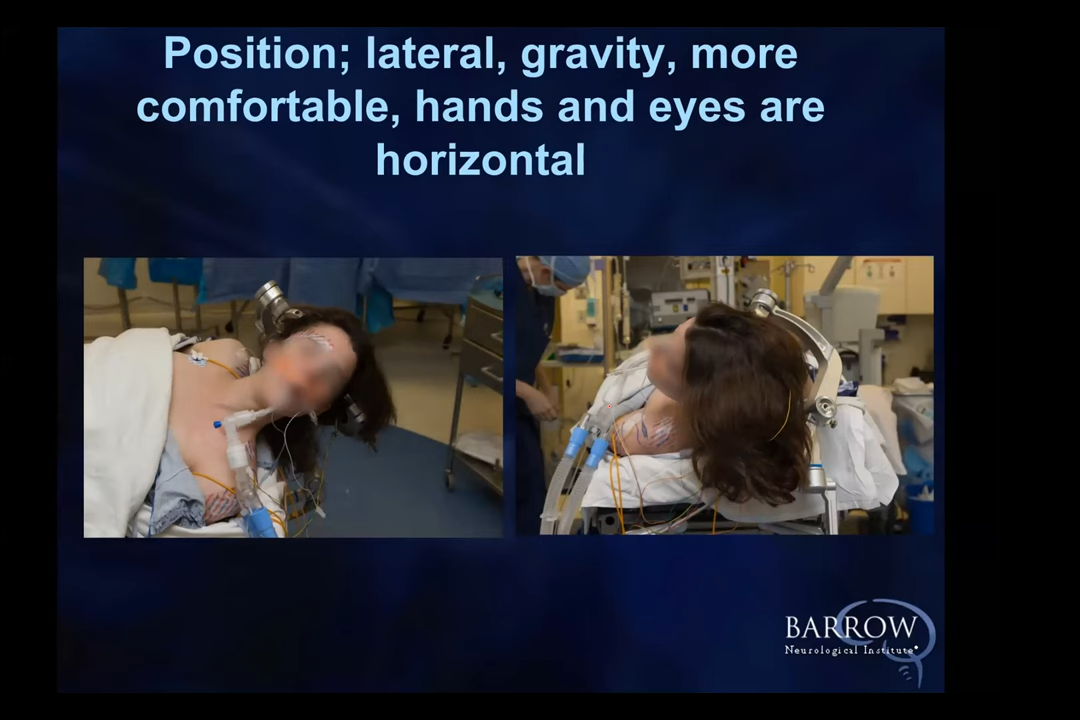 Position; lateral, gravity, more
comfortable, hands and eyes are
horizontal
BARROW
Neurological Institute®